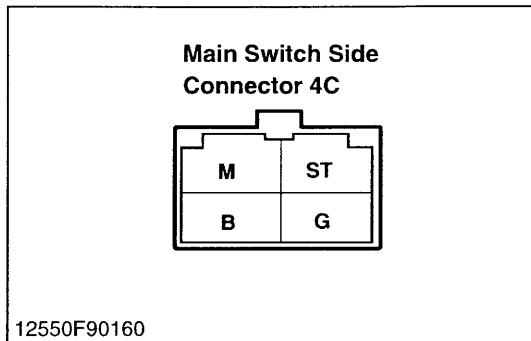 Main Switch Side
Connector 4C
M ST
B G
12550F90160